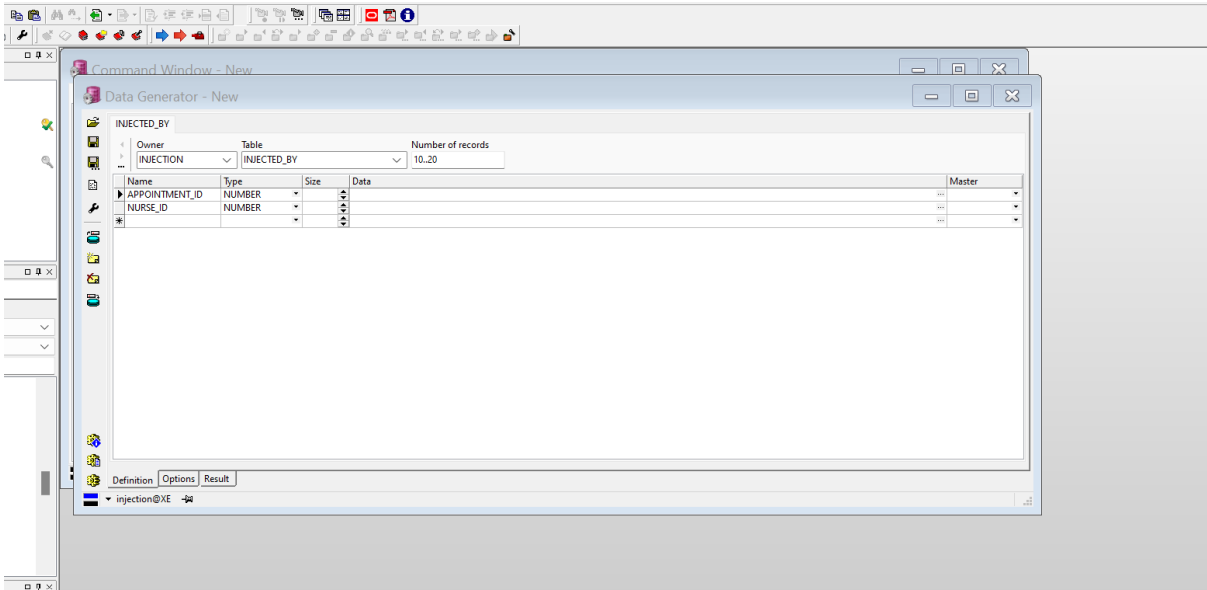 Command Window - New
Data Generator - New
INJECTED_BY
Owner Table Number of records
INJECTION INJECTED_BY 10..20
Name Type Size Data Master
APPOINTMENT_ID NUMBER
NURSE_ID NUMBER
Definition Options Result
injection@XE